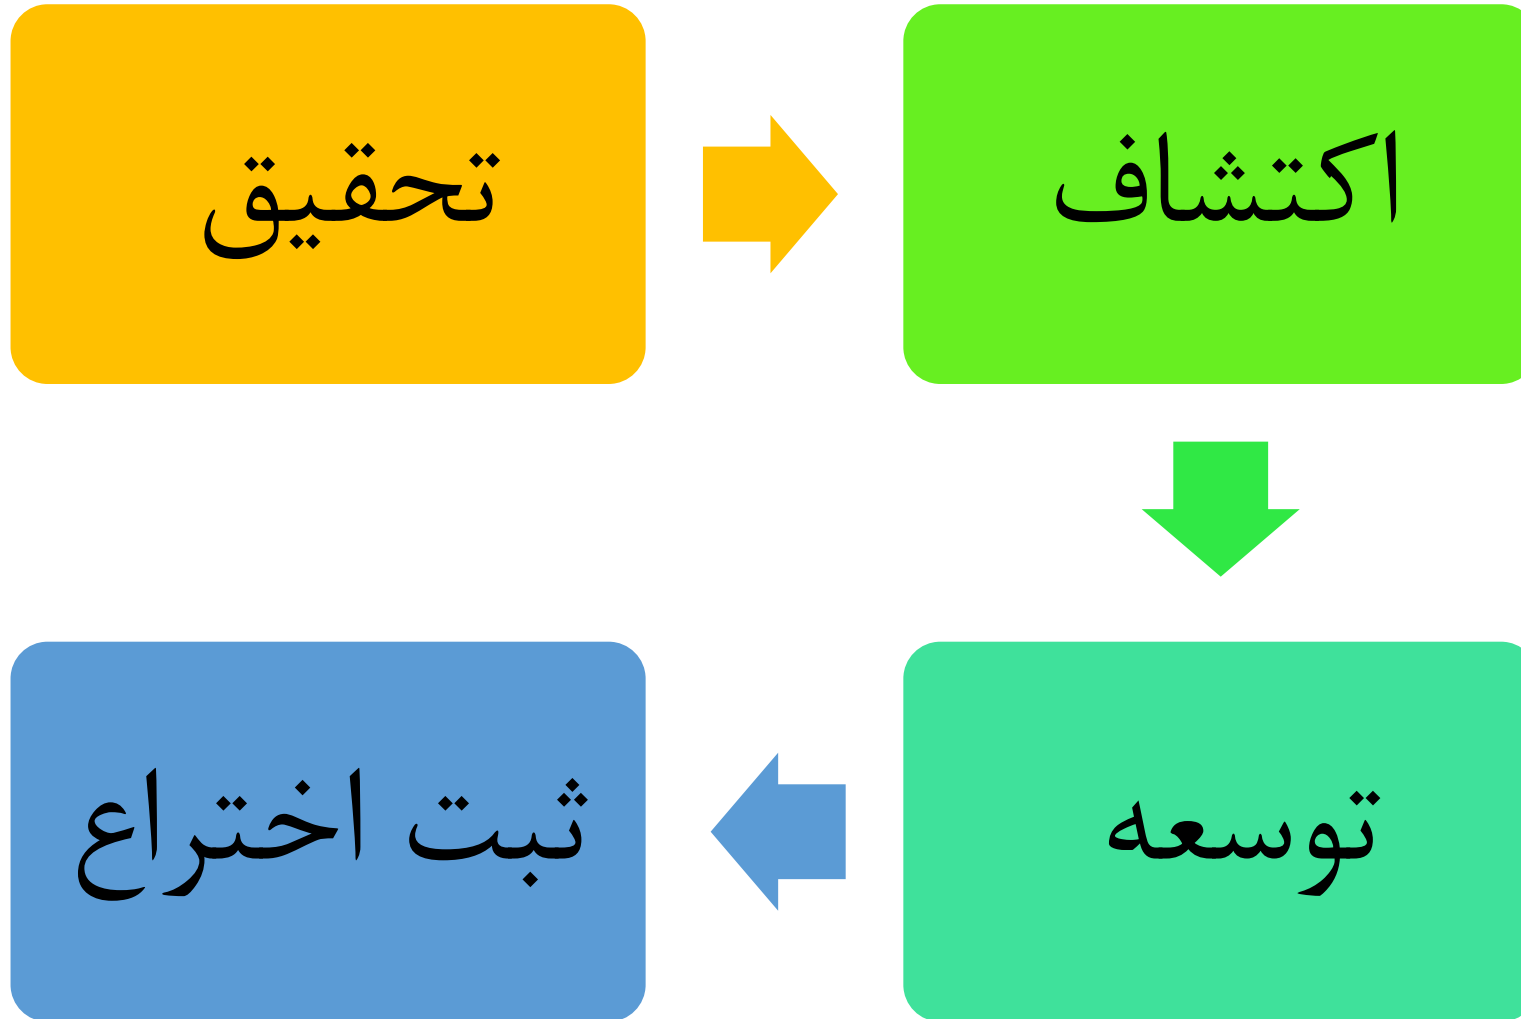 تحقیق
اکتشاف
توسعه
ثبت اختراع